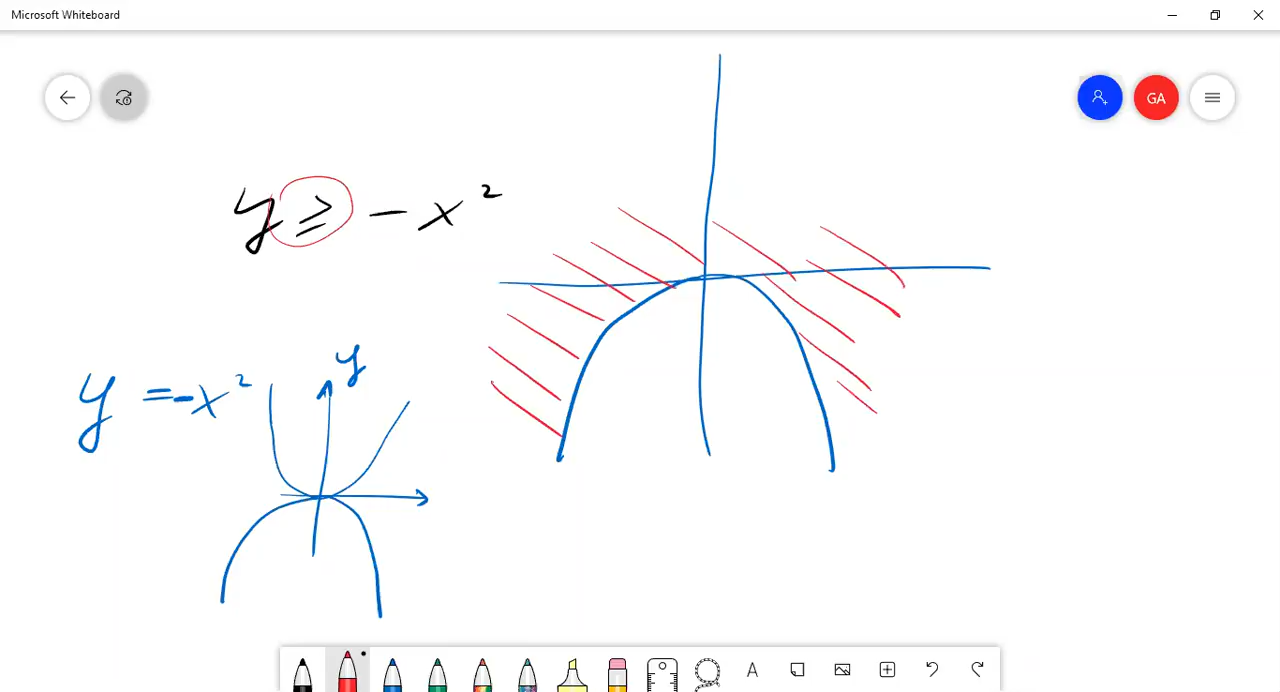 Microsoft Whiteboard
GA
y ≥ - x²
y
y = -x²
A